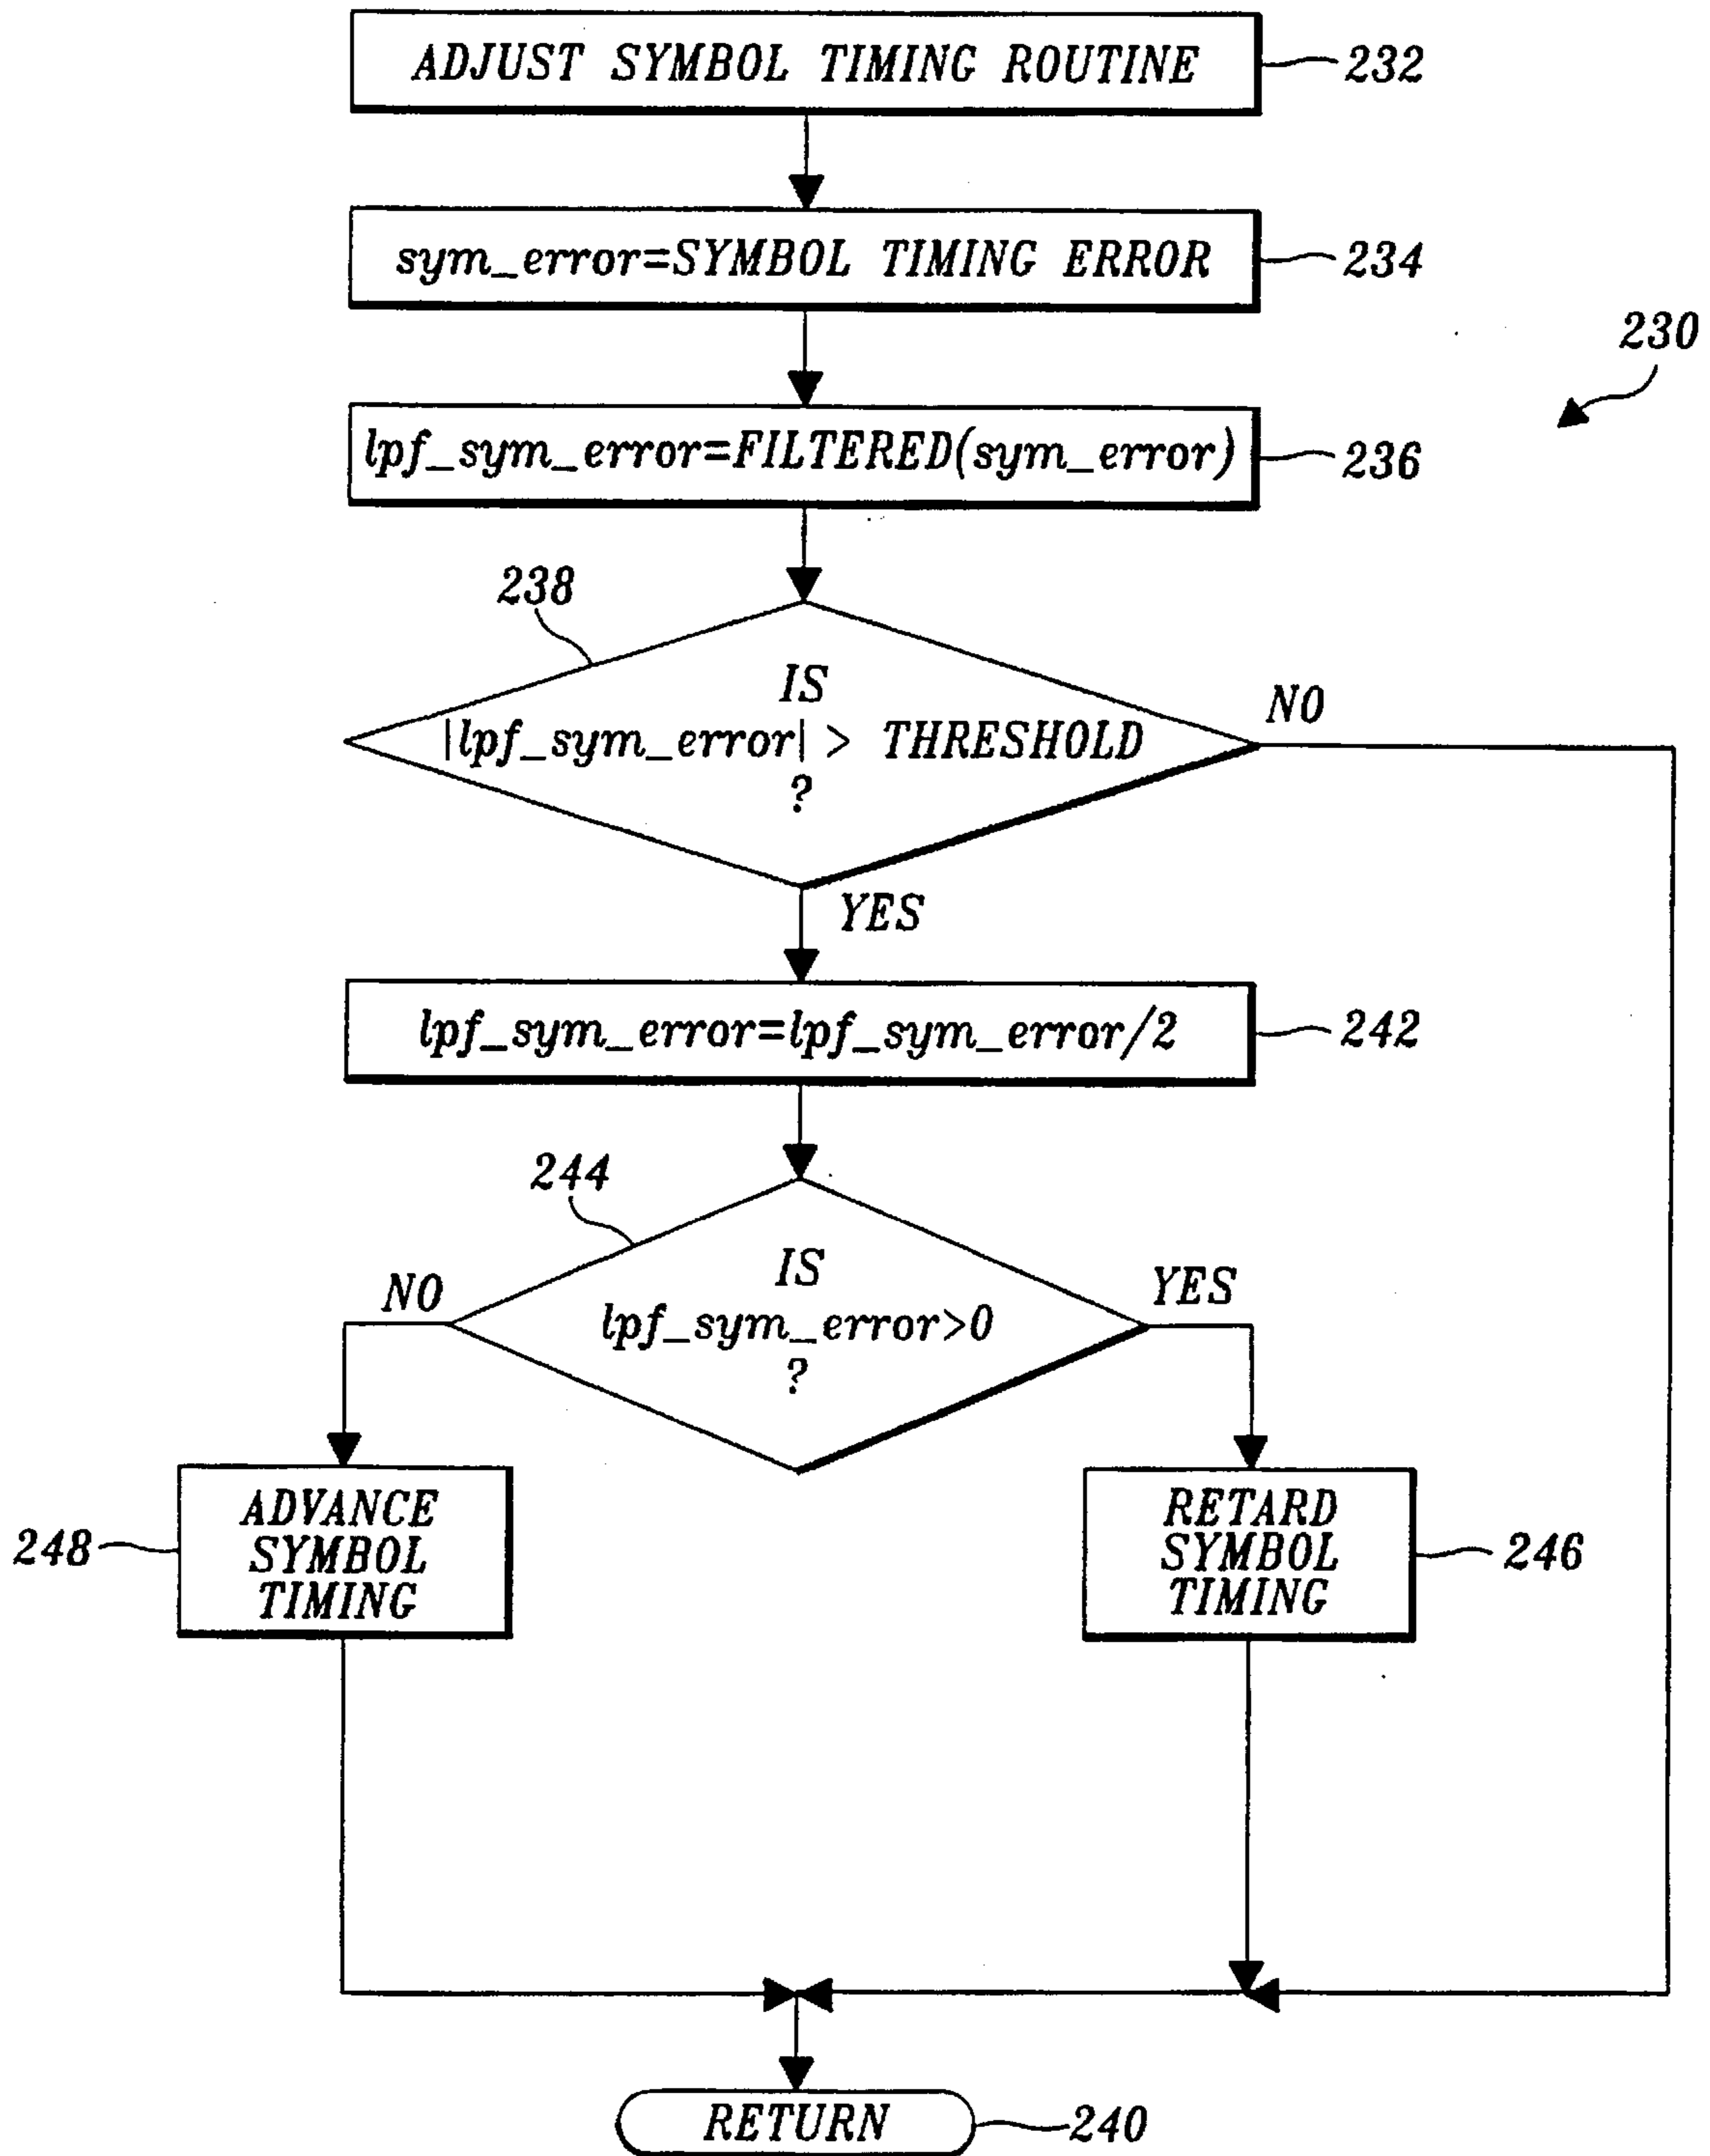 ADJUST SYMBOL TIMING ROUTINE
232
sym_error=SYMBOL TIMING ERROR
234
230
lpf_sym_error=FILTERED(sym_error)
236
238
IS
|lpf_sym_error| > THRESHOLD
?
NO
YES
lpf_sym_error=lpf_sym_error/2
242
244
IS
lpf_sym_error>0
?
NO
YES
248
ADVANCE
SYMBOL
TIMING
RETARD
SYMBOL
TIMING
246
RETURN
240